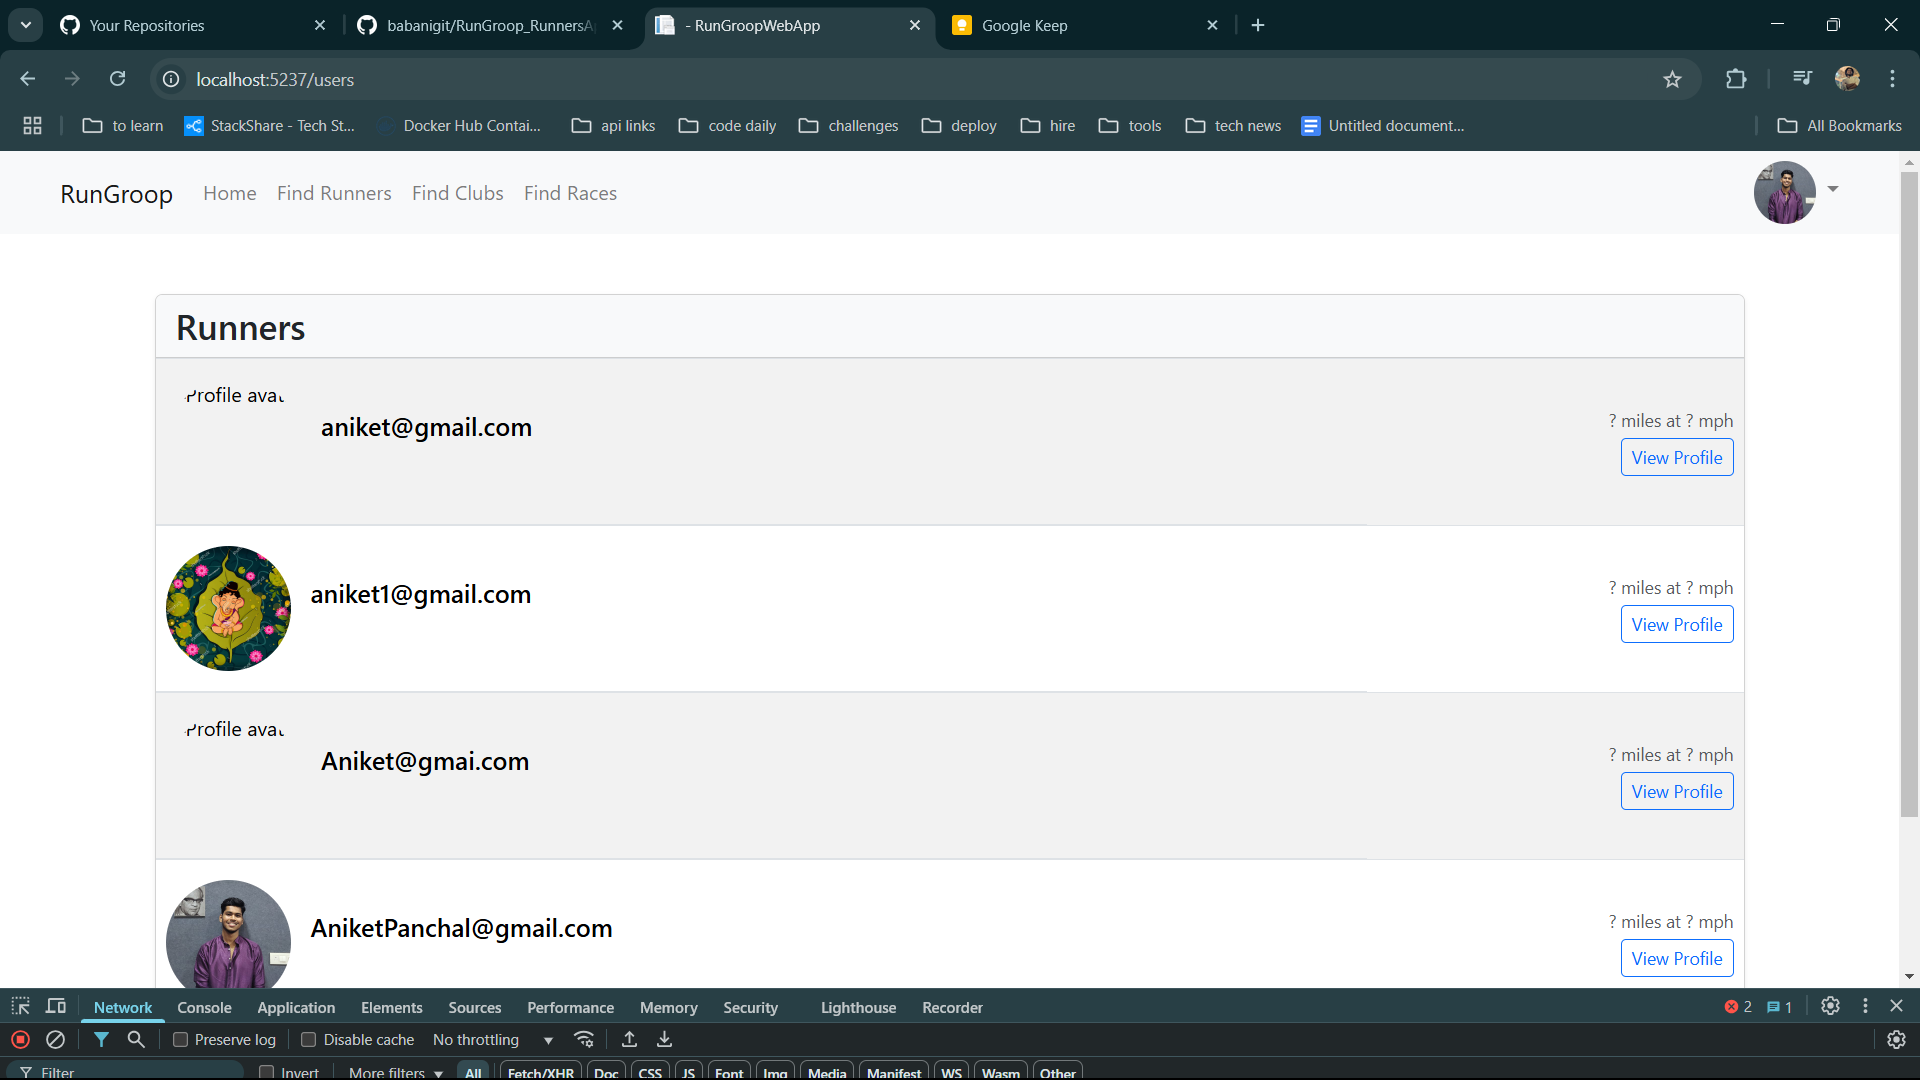 Your Repositories
babanigit/RunGroop_RunnersA
- RunGroopWebApp
Google Keep
localhost:5237/users
to learn
StackShare - Tech St...
Docker Hub Contai...
api links
code daily
challenges
deploy
hire
tools
tech news
Untitled document...
All Bookmarks
RunGroop
Home
Find Runners
Find Clubs
Find Races
Runners
Profile ava
aniket@gmail.com
? miles at ? mph
View Profile
aniket1@gmail.com
? miles at ? mph
View Profile
Profile ava
Aniket@gmai.com
? miles at ? mph
View Profile
AniketPanchal@gmail.com
? miles at ? mph
View Profile
Network
Console
Application
Elements
Sources
Performance
Memory
Security
Lighthouse
Recorder
2
1
Preserve log
Disable cache
No throttling
Filter
Invert
More filters
All
Fetch/XHR
Doc
CSS
JS
Font
Img
Media
Manifest
WS
Wasm
Other